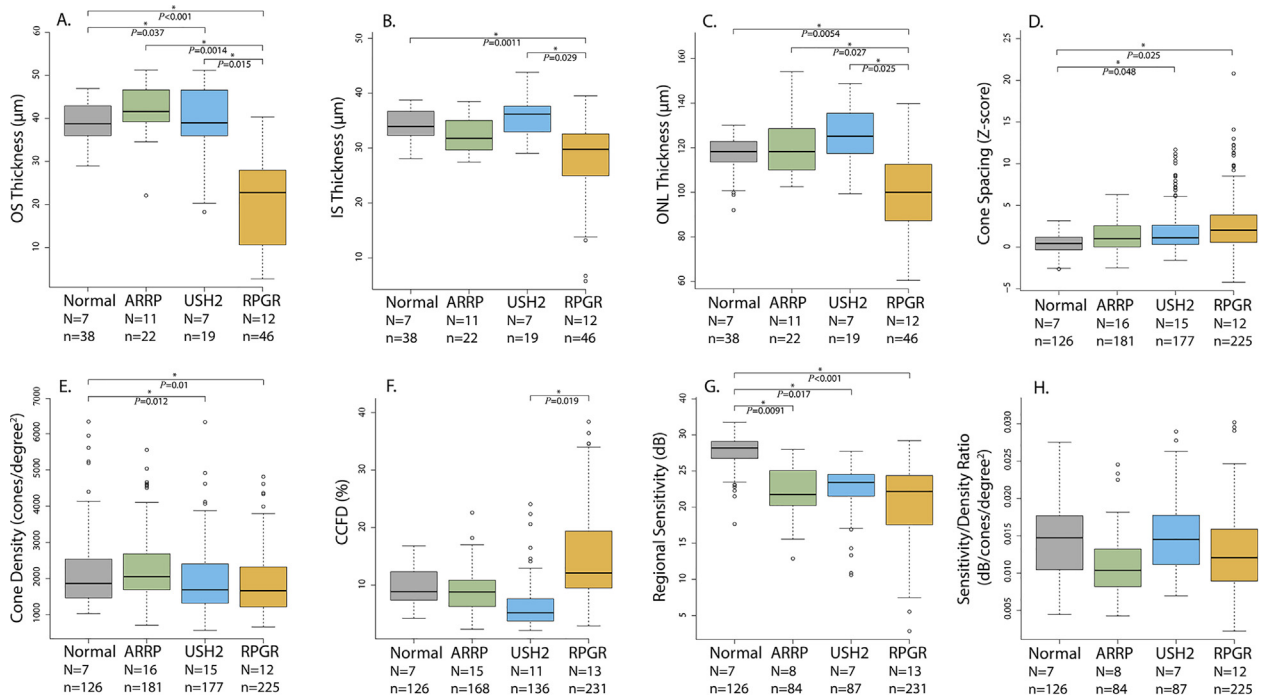 A.
*
P<0.001
*
P=0.037
*
P=0.0014
*
P=0.015
OS Thickness (µm)
60
50
40
30
20
10
Normal ARRP USH2 RPGR
N=7 N=11 N=7 N=12
n=38 n=22 n=19 n=46
B.
*
P=0.0011
*
P=0.029
IS Thickness (µm)
50
40
30
20
10
Normal ARRP USH2 RPGR
N=7 N=11 N=7 N=12
n=38 n=22 n=19 n=46
C.
*
P=0.0054
*
P=0.027
*
P=0.025
ONL Thickness (µm)
160
140
120
100
80
60
Normal ARRP USH2 RPGR
N=7 N=11 N=7 N=12
n=38 n=22 n=19 n=46
D.
*
P=0.025
*
P=0.048
Cone Spacing (Z-score)
25
20
15
10
5
0
−5
Normal ARRP USH2 RPGR
N=7 N=16 N=15 N=12
n=126 n=181 n=177 n=225
E.
*
P=0.01
*
P=0.012
Cone Density (cones/degree²)
7000
6000
5000
4000
3000
2000
1000
Normal ARRP USH2 RPGR
N=7 N=16 N=15 N=12
n=126 n=181 n=177 n=225
F.
*
P=0.019
CCFD (%)
40
30
20
10
Normal ARRP USH2 RPGR
N=7 N=15 N=11 N=13
n=126 n=168 n=136 n=231
G.
*
P<0.001
*
P=0.017
*
P=0.0091
Regional Sensitivity (dB)
35
30
25
20
15
10
5
Normal ARRP USH2 RPGR
N=7 N=8 N=7 N=13
n=126 n=84 n=87 n=231
H.
Sensitivity/Density Ratio
(dB/cones/degree²)
0.030
0.025
0.020
0.015
0.010
0.005
Normal ARRP USH2 RPGR
N=7 N=8 N=7 N=12
n=126 n=84 n=87 n=225